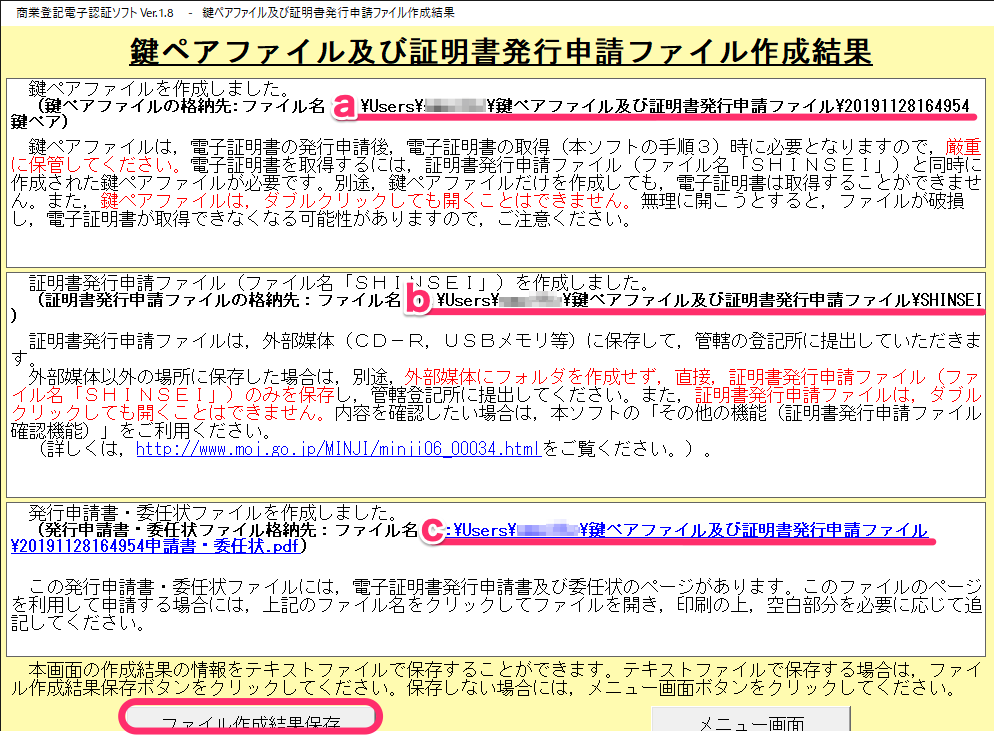 商業登記電子認証ソフト Ver.1.8 - 鍵ペアファイル及び証明書発行申請ファイル作成結果
鍵ペアファイル及び証明書発行申請ファイル作成結果
鍵ペアファイルを作成しました。
(鍵ペアファイルの格納先:ファイル名 a ¥Users¥ ¥鍵ペアファイル及び証明書発行申請ファイル¥20191128164954
鍵ペア)
鍵ペアファイルは，電子証明書の発行申請後，電子証明書の取得（本ソフトの手順３）時に必要となりますので，厳重
に保管してください。電子証明書を取得するには，証明書発行申請ファイル（ファイル名「ＳＨＩＮＳＥＩ」）と同時に
作成された鍵ペアファイルが必要です。別途，鍵ペアファイルだけを作成しても，電子証明書は取得することができませ
ん。また，鍵ペアファイルは，ダブルクリックしても開くことはできません。無理に開こうとすると，ファイルが破損
し，電子証明書が取得できなくなる可能性がありますので，ご注意ください。
証明書発行申請ファイル（ファイル名「ＳＨＩＮＳＥＩ」）を作成しました。
(証明書発行申請ファイルの格納先：ファイル名 b ¥Users¥ ¥鍵ペアファイル及び証明書発行申請ファイル¥SHINSEI
)
証明書発行申請ファイルは，外部媒体（ＣＤ－Ｒ，ＵＳＢメモリ等）に保存して，管轄の登記所に提出していただきま
す。
外部媒体以外の場所に保存した場合は，別途，外部媒体にフォルダを作成せず，直接，証明書発行申請ファイル（ファ
イル名「ＳＨＩＮＳＥＩ」）のみを保存し，管轄登記所に提出してください。また，証明書発行申請ファイルは，ダブル
クリックしても開くことはできません。内容を確認したい場合は，本ソフトの「その他の機能（証明書発行申請ファイル
確認機能）」をご利用ください。
（詳しくは，http://www.moj.go.jp/MINJI/minji06_00034.htmlをご覧ください。）。
発行申請書・委任状ファイルを作成しました。
(発行申請書・委任状ファイル格納先：ファイル名 c :¥Users¥ ¥鍵ペアファイル及び証明書発行申請ファイル
¥20191128164954申請書・委任状.pdf)
この発行申請書・委任状ファイルには，電子証明書発行申請書及び委任状のページがあります。このファイルのページ
を利用して申請する場合には，上記のファイル名をクリックしてファイルを開き，印刷の上，空白部分を必要に応じて追
記してください。
本画面の作成結果の情報をテキストファイルで保存することができます。テキストファイルで保存する場合は，ファイ
ル作成結果保存ボタンをクリックしてください。保存しない場合には，メニュー画面ボタンをクリックしてください。
ファイル作成結果保存 メニュー画面